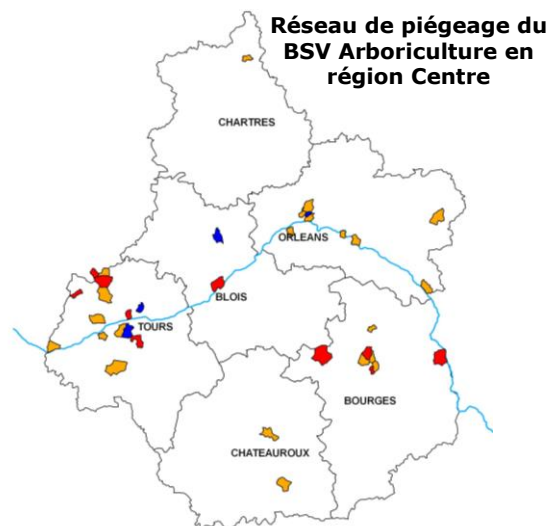 Réseau de piégeage du
BSV Arboriculture en
région Centre
CHARTRES
ORLEANS
BLOIS
TOURS
BOURGES
CHATEAUROUX